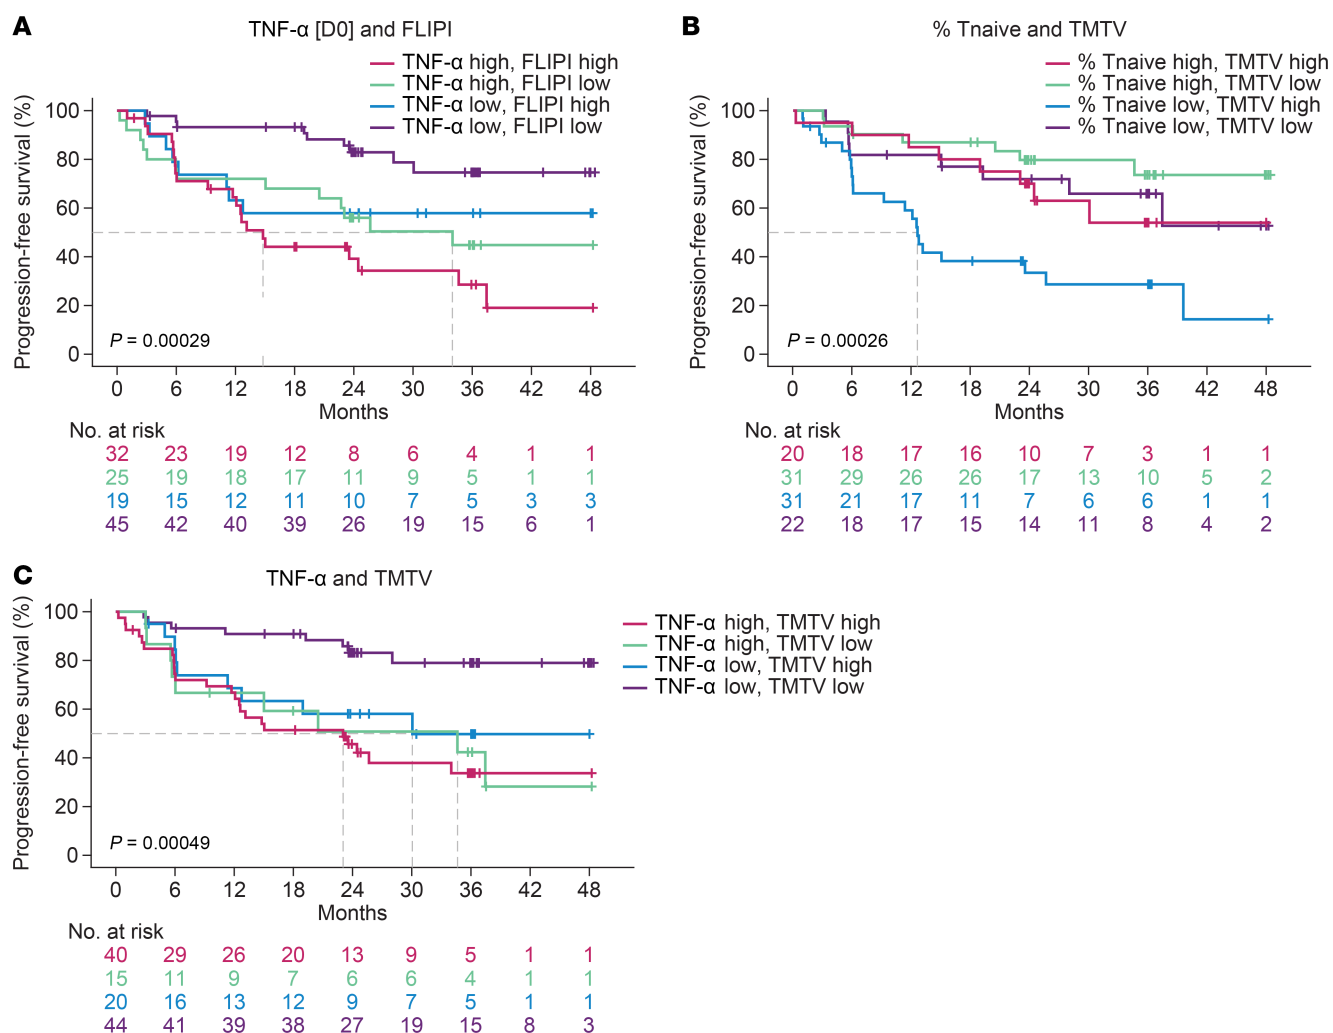 A
TNF-α [D0] and FLIPI
TNF-α high, FLIPI high
TNF-α high, FLIPI low
TNF-α low, FLIPI high
TNF-α low, FLIPI low
Progression-free survival (%)
100
80
60
40
20
0
P = 0.00029
0 6 12 18 24 30 36 42 48
Months
No. at risk
32 23 19 12 8 6 4 1 1
25 19 18 17 11 9 5 1 1
19 15 12 11 10 7 5 3 3
45 42 40 39 26 19 15 6 1
B
% Tnaive and TMTV
% Tnaive high, TMTV high
% Tnaive high, TMTV low
% Tnaive low, TMTV high
% Tnaive low, TMTV low
Progression-free survival (%)
100
80
60
40
20
0
P = 0.00026
0 6 12 18 24 30 36 42 48
Months
No. at risk
20 18 17 16 10 7 3 1 1
31 29 26 26 17 13 10 5 2
31 21 17 11 7 6 6 1 1
22 18 17 15 14 11 8 4 2
C
TNF-α and TMTV
TNF-α high, TMTV high
TNF-α high, TMTV low
TNF-α low, TMTV high
TNF-α low, TMTV low
Progression-free survival (%)
100
80
60
40
20
0
P = 0.00049
0 6 12 18 24 30 36 42 48
Months
No. at risk
40 29 26 20 13 9 5 1 1
15 11 9 7 6 6 4 1 1
20 16 13 12 9 7 5 1 1
44 41 39 38 27 19 15 8 3